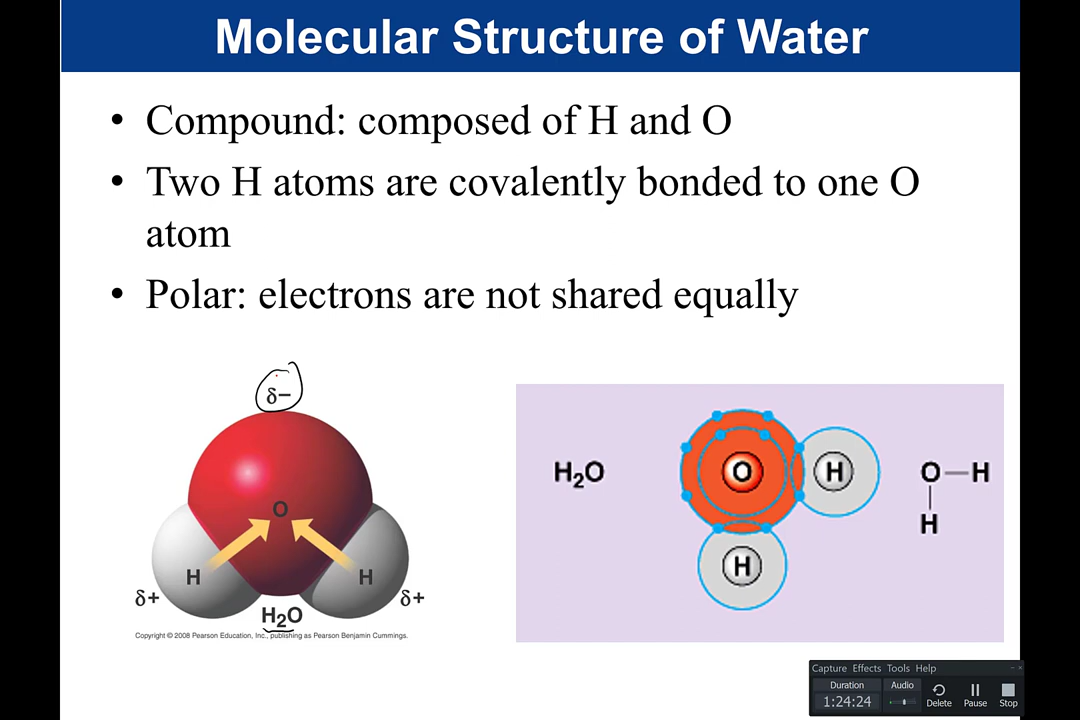 Molecular Structure of Water
• Compound: composed of H and O
• Two H atoms are covalently bonded to one O
atom
• Polar: electrons are not shared equally
δ−
O
H
H
δ+
δ+
H₂O
Copyright © 2008 Pearson Education, Inc., publishing as Pearson Benjamin Cummings.
H₂O
O
H
O—H
H
H
Capture Effects Tools Help
Duration
Audio
1:24:24
Delete
Pause
Stop